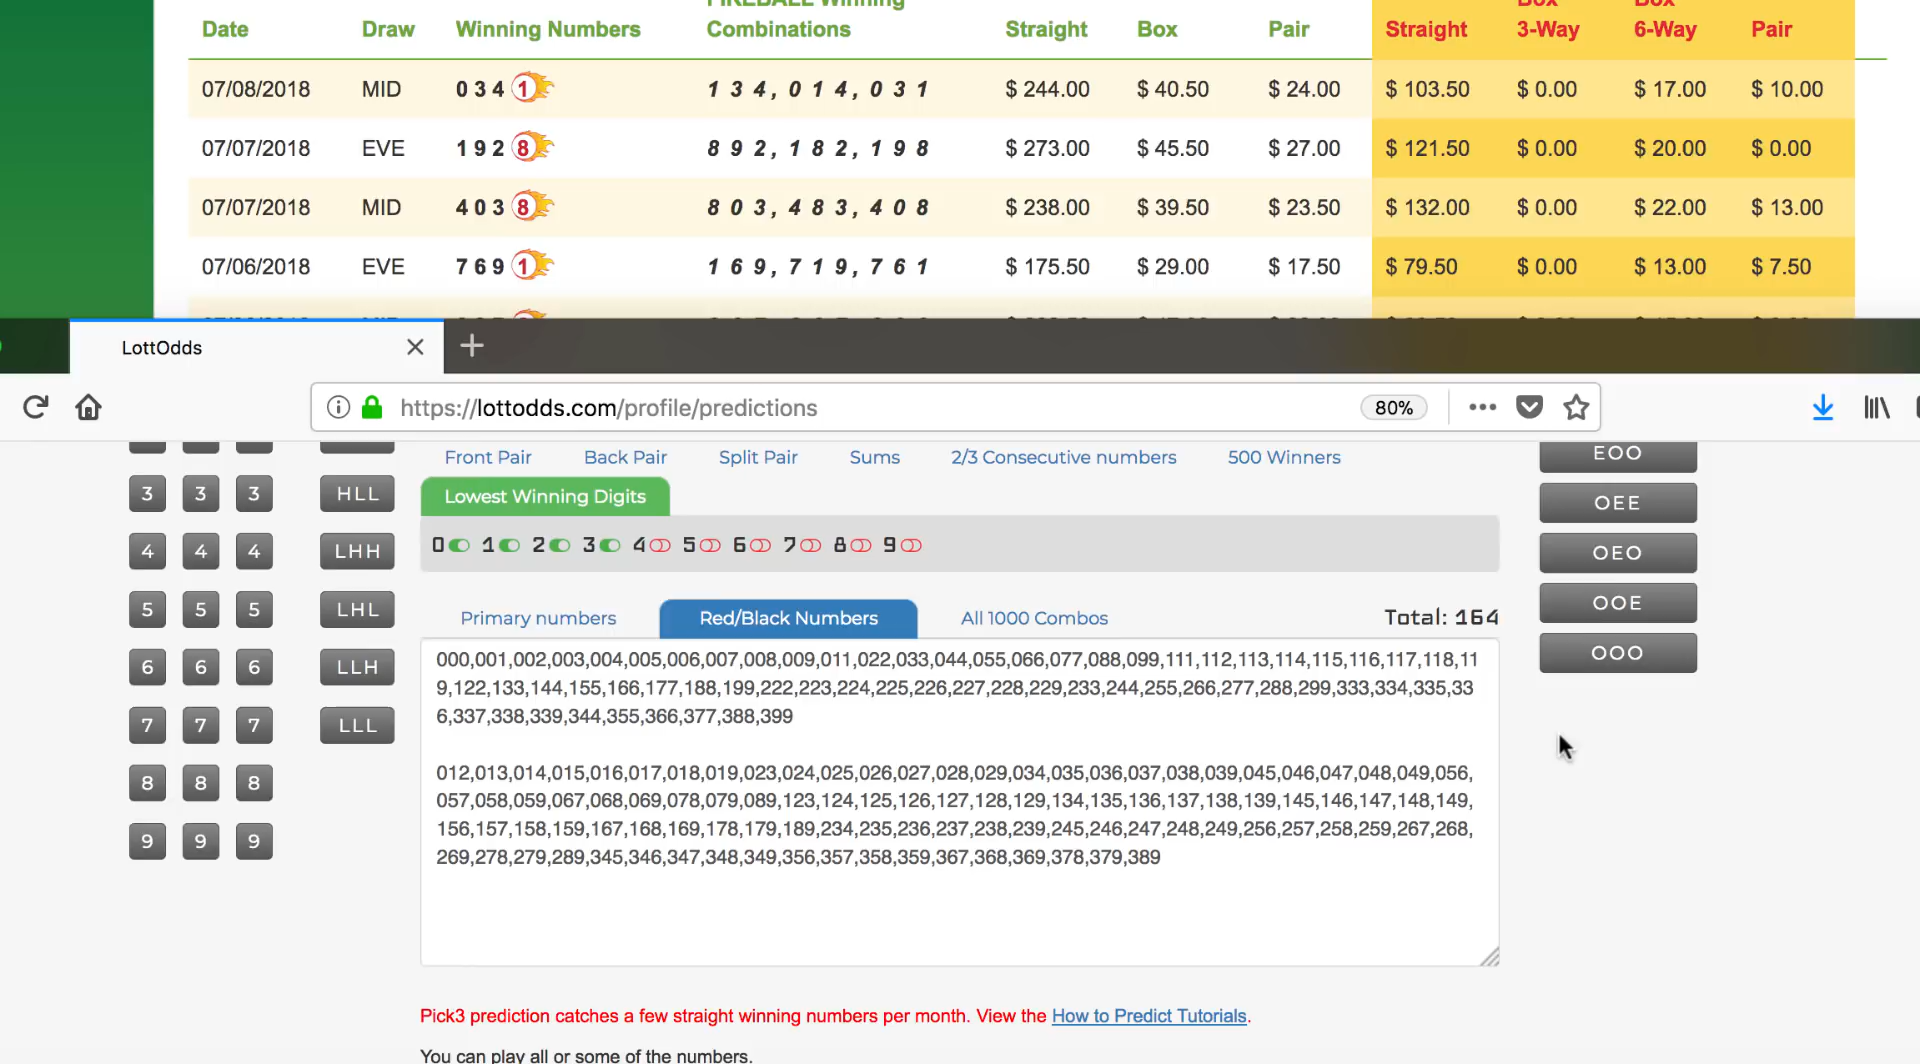 FIREBALL Winning
Box Box
Date Draw Winning Numbers Combinations Straight Box Pair Straight 3-Way 6-Way Pair
07/08/2018 MID 0 3 4 1 1 3 4 , 0 1 4 , 0 3 1 $ 244.00 $ 40.50 $ 24.00 $ 103.50 $ 0.00 $ 17.00 $ 10.00
07/07/2018 EVE 1 9 2 8 8 9 2 , 1 8 2 , 1 9 8 $ 273.00 $ 45.50 $ 27.00 $ 121.50 $ 0.00 $ 20.00 $ 0.00
07/07/2018 MID 4 0 3 8 8 0 3 , 4 8 3 , 4 0 8 $ 238.00 $ 39.50 $ 23.50 $ 132.00 $ 0.00 $ 22.00 $ 13.00
07/06/2018 EVE 7 6 9 1 1 6 9 , 7 1 9 , 7 6 1 $ 175.50 $ 29.00 $ 17.50 $ 79.50 $ 0.00 $ 13.00 $ 7.50
LottOdds
https://lottodds.com/profile/predictions 80%
Front Pair Back Pair Split Pair Sums 2/3 Consecutive numbers 500 Winners EOO
3 3 3 HLL Lowest Winning Digits OEE
4 4 4 LHH 0 1 2 3 4 5 6 7 8 9 OEO
5 5 5 LHL Primary numbers Red/Black Numbers All 1000 Combos Total: 164 OOE
6 6 6 LLH OOO
7 7 7 LLL
8 8 8
9 9 9
000,001,002,003,004,005,006,007,008,009,011,022,033,044,055,066,077,088,099,111,112,113,114,115,116,117,118,11
9,122,133,144,155,166,177,188,199,222,223,224,225,226,227,228,229,233,244,255,266,277,288,299,333,334,335,33
6,337,338,339,344,355,366,377,388,399
012,013,014,015,016,017,018,019,023,024,025,026,027,028,029,034,035,036,037,038,039,045,046,047,048,049,056,
057,058,059,067,068,069,078,079,089,123,124,125,126,127,128,129,134,135,136,137,138,139,145,146,147,148,149,
156,157,158,159,167,168,169,178,179,189,234,235,236,237,238,239,245,246,247,248,249,256,257,258,259,267,268,
269,278,279,289,345,346,347,348,349,356,357,358,359,367,368,369,378,379,389
Pick3 prediction catches a few straight winning numbers per month. View the How to Predict Tutorials.
You can play all or some of the numbers.